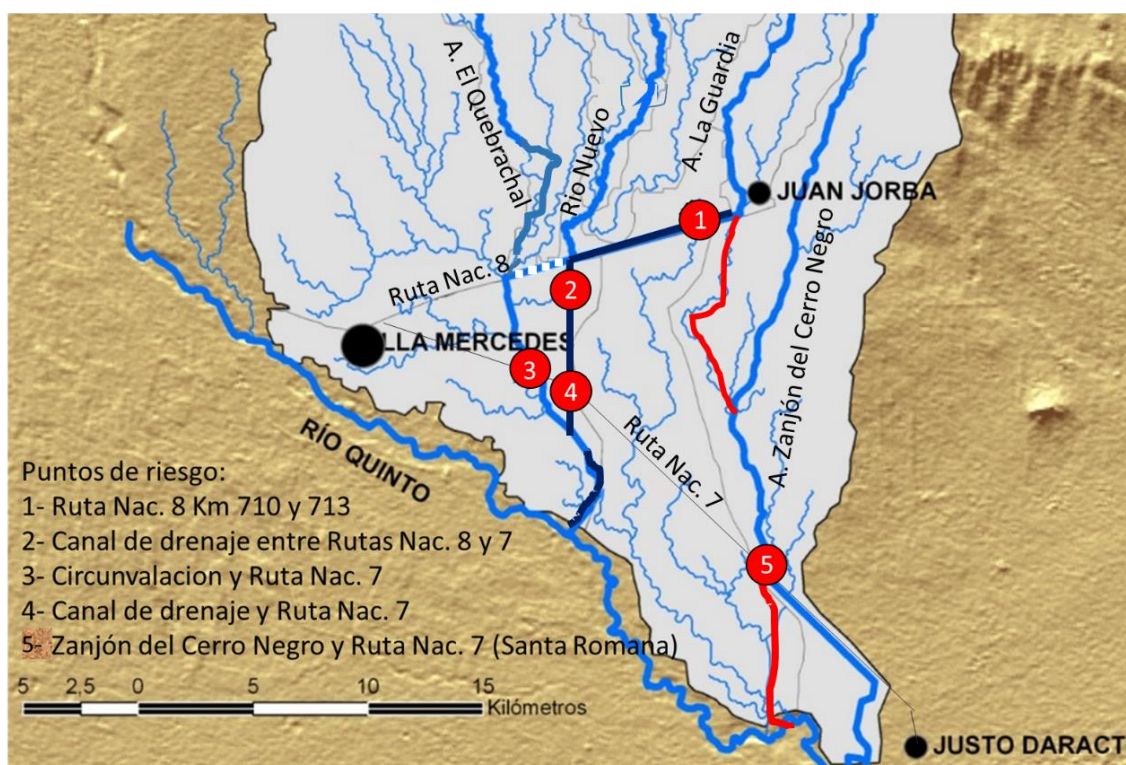 A. El Quebrachal
Rio Nuevo
A. La Guardia
JUAN JORBA
A. Zanjón del Cerro Negro
1
Ruta Nac. 8
2
LLA MERCEDES
3
4
RÍO QUINTO
Ruta Nac. 7
5
Puntos de riesgo:
1- Ruta Nac. 8 Km 710 y 713
2- Canal de drenaje entre Rutas Nac. 8 y 7
3- Circunvalacion y Ruta Nac. 7
4- Canal de drenaje y Ruta Nac. 7
5- Zanjón del Cerro Negro y Ruta Nac. 7 (Santa Romana)
5 2,5 0 5 10 15
Kilómetros
JUSTO DARACT